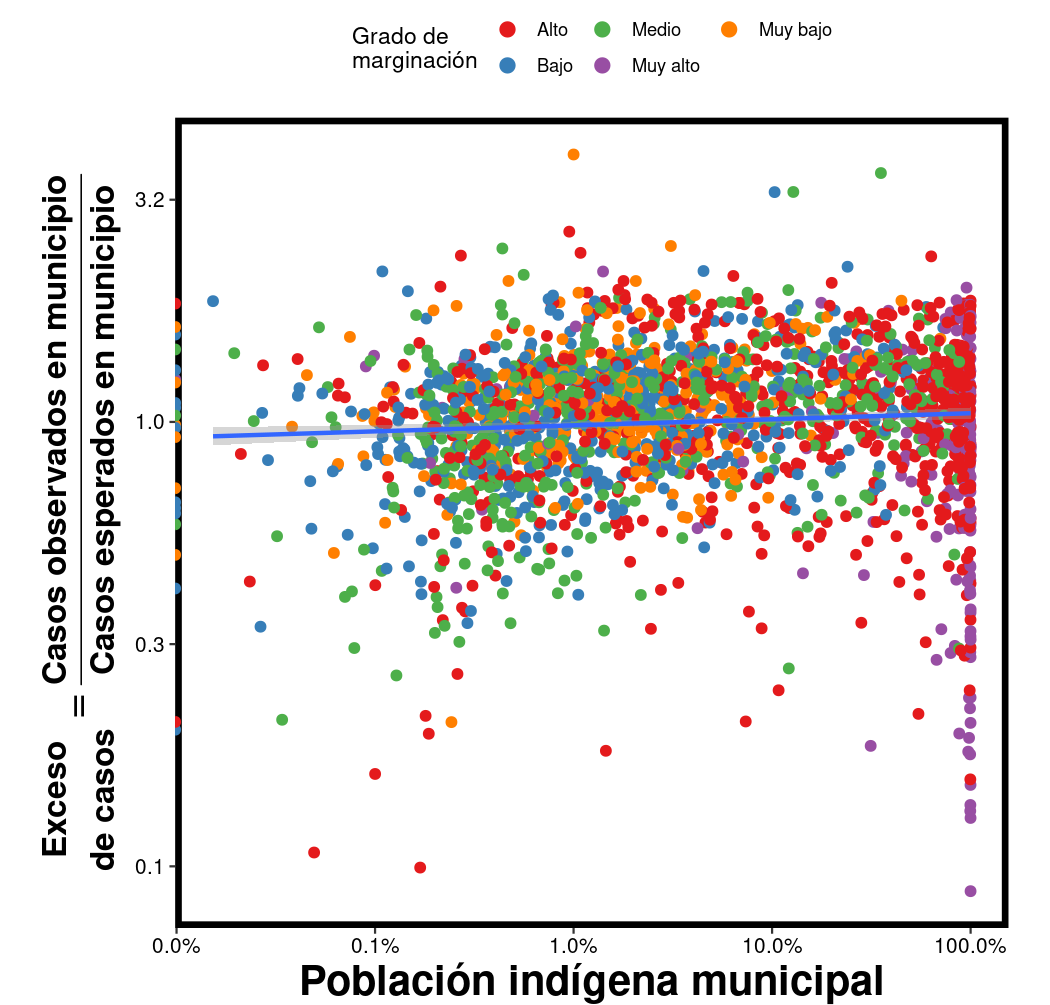 Grado de
marginación
Alto
Medio
Muy bajo
Bajo
Muy alto
Exceso
de casos
=
Casos observados en municipio
Casos esperados en municipio
3.2
1.0
0.3
0.1
0.0%
0.1%
1.0%
10.0%
100.0%
Población indígena municipal